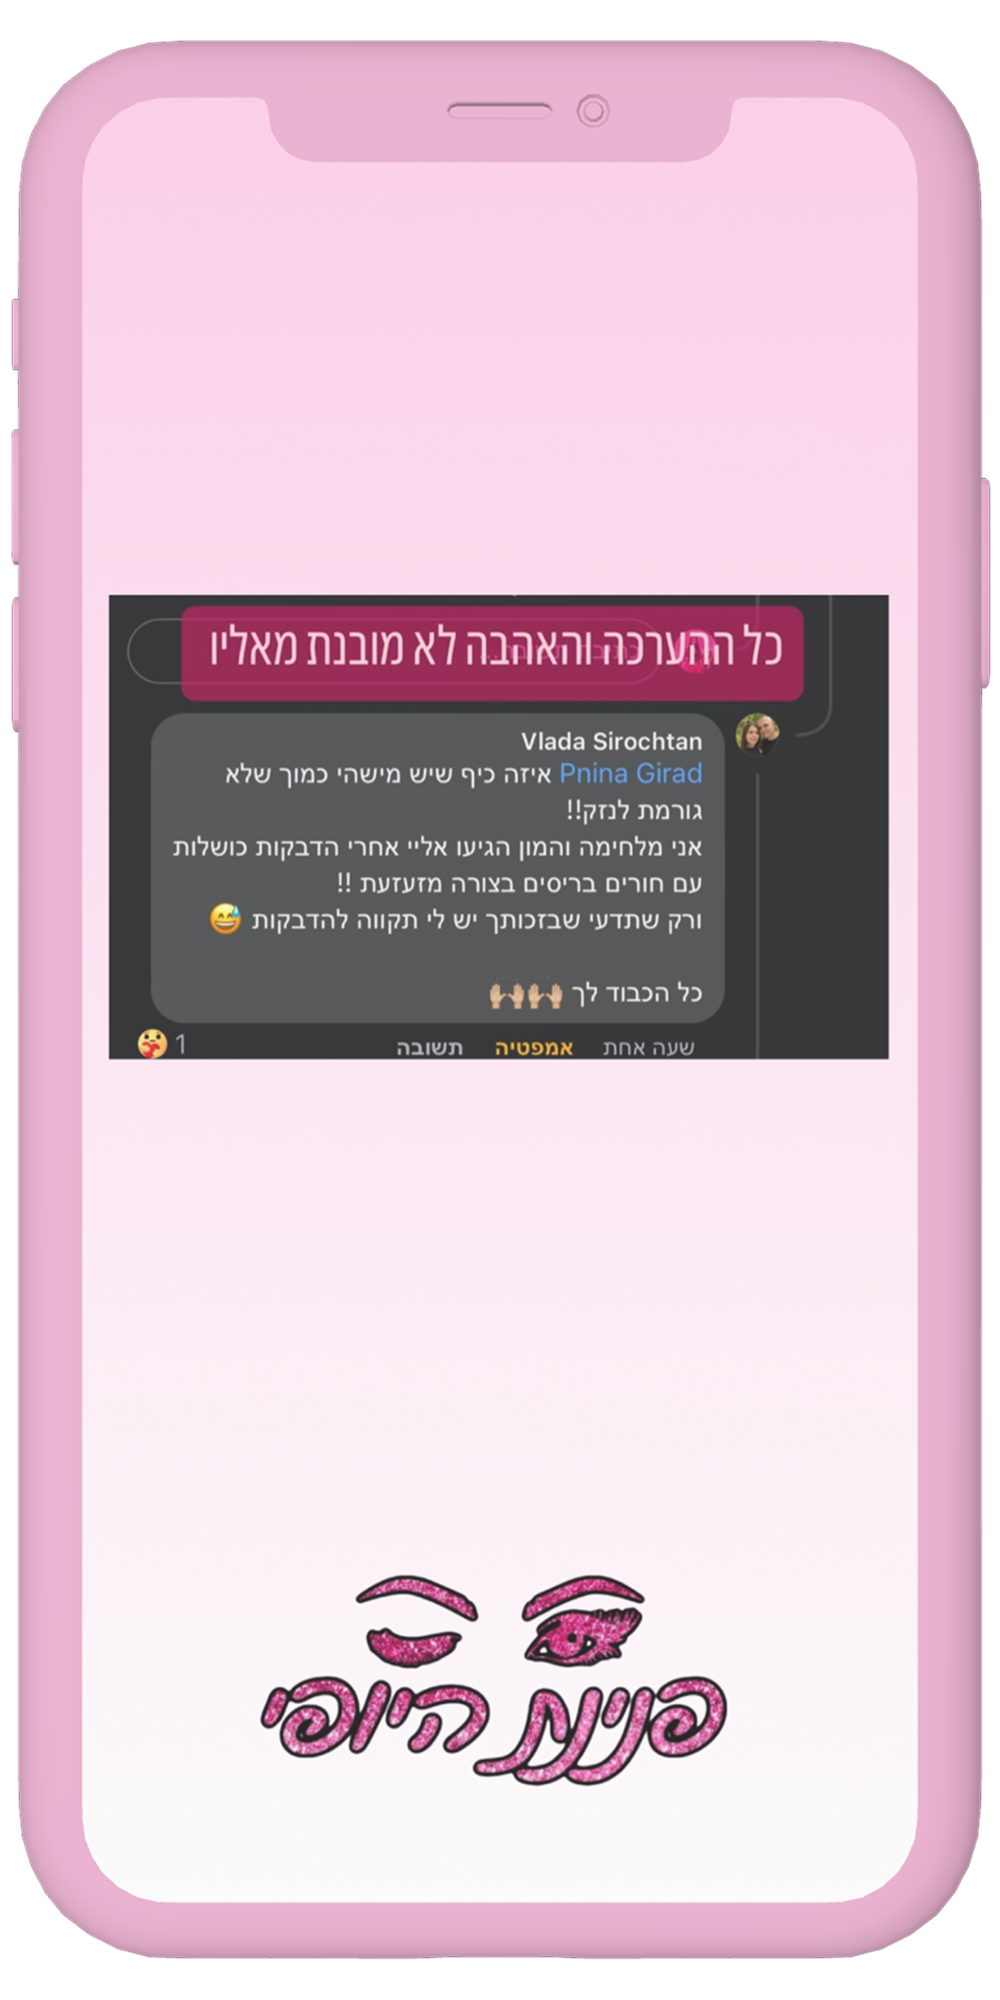 כל ההערכה והאהבה לא מובנת מאליו
Vlada Sirochtan
Pnina Girad איזה כיף שיש מישהי כמוך שלא
גורמת לנזק!!
אני מלחימה והמון הגיעו אליי אחרי הדבקות כושלות
עם חורים בריסים בצורה מזעזעת !!
ורק שתדעי שבזכותך יש לי תקווה להדבקות 😅
כל הכבוד לך 🙌🏼🙌🏼
שעה אחת אמפטיה תשובה 1
פנינת היופי